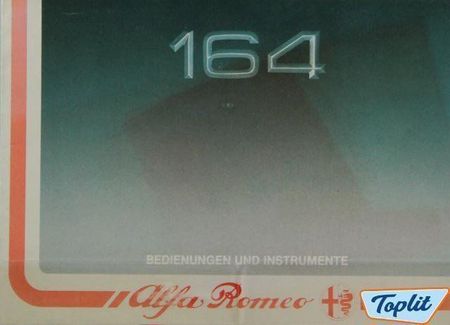 164
BEDIENUNGEN UND INSTRUMENTE
Alfa Romeo
Toplit